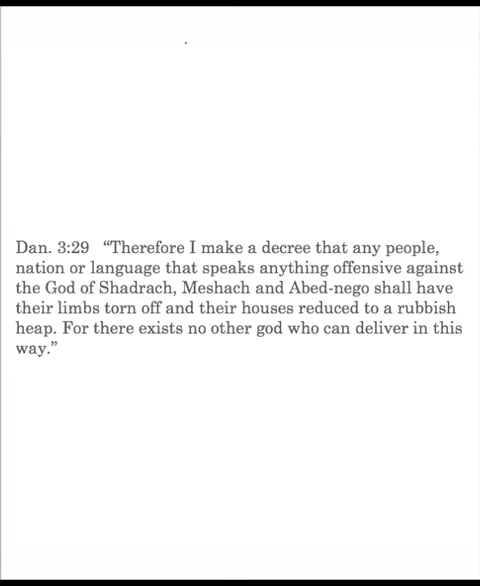 Dan. 3:29 “Therefore I make a decree that any people,
nation or language that speaks anything offensive against
the God of Shadrach, Meshach and Abed-nego shall have
their limbs torn off and their houses reduced to a rubbish
heap. For there exists no other god who can deliver in this
way.”